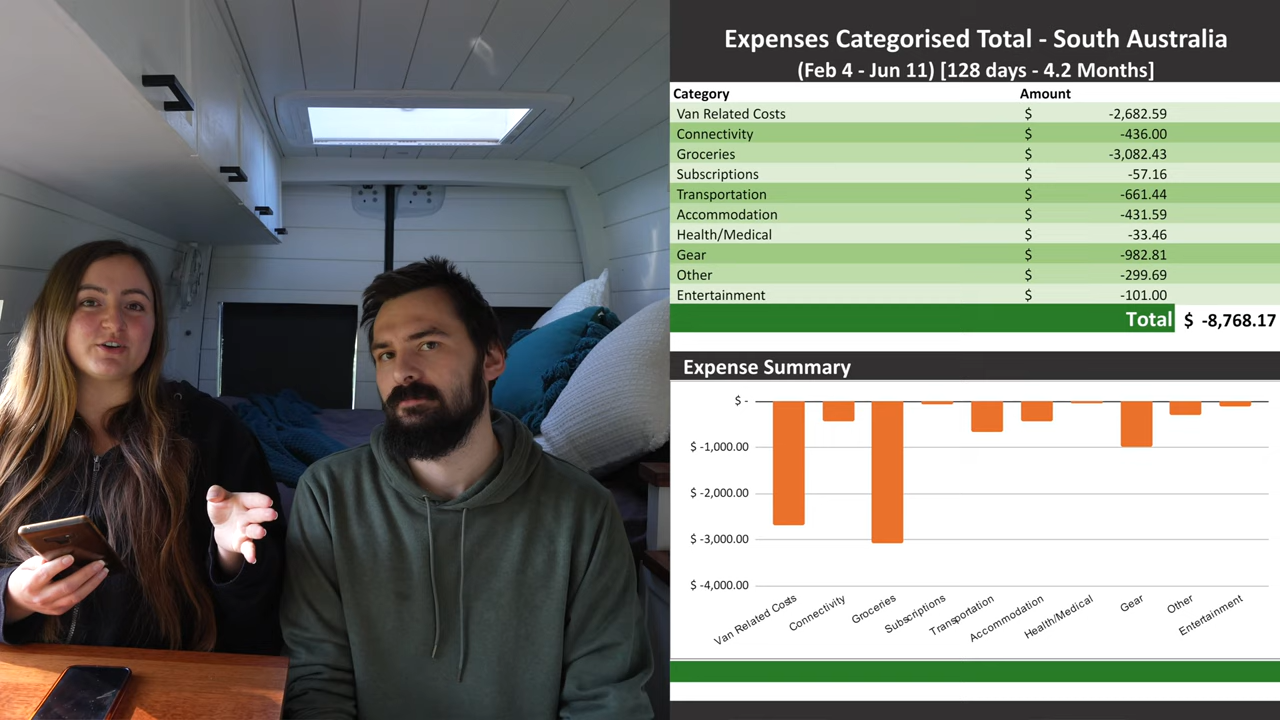 Expenses Categorised Total - South Australia
(Feb 4 - Jun 11) [128 days - 4.2 Months]
Category Amount
Van Related Costs $ -2,682.59
Connectivity $ -436.00
Groceries $ -3,082.43
Subscriptions $ -57.16
Transportation $ -661.44
Accommodation $ -431.59
Health/Medical $ -33.46
Gear $ -982.81
Other $ -299.69
Entertainment $ -101.00
Total $ -8,768.17
Expense Summary
$ -
$ -1,000.00
$ -2,000.00
$ -3,000.00
$ -4,000.00
Van Related Costs Connectivity Groceries Subscriptions Transportation Accommodation Health/Medical Gear Other Entertainment